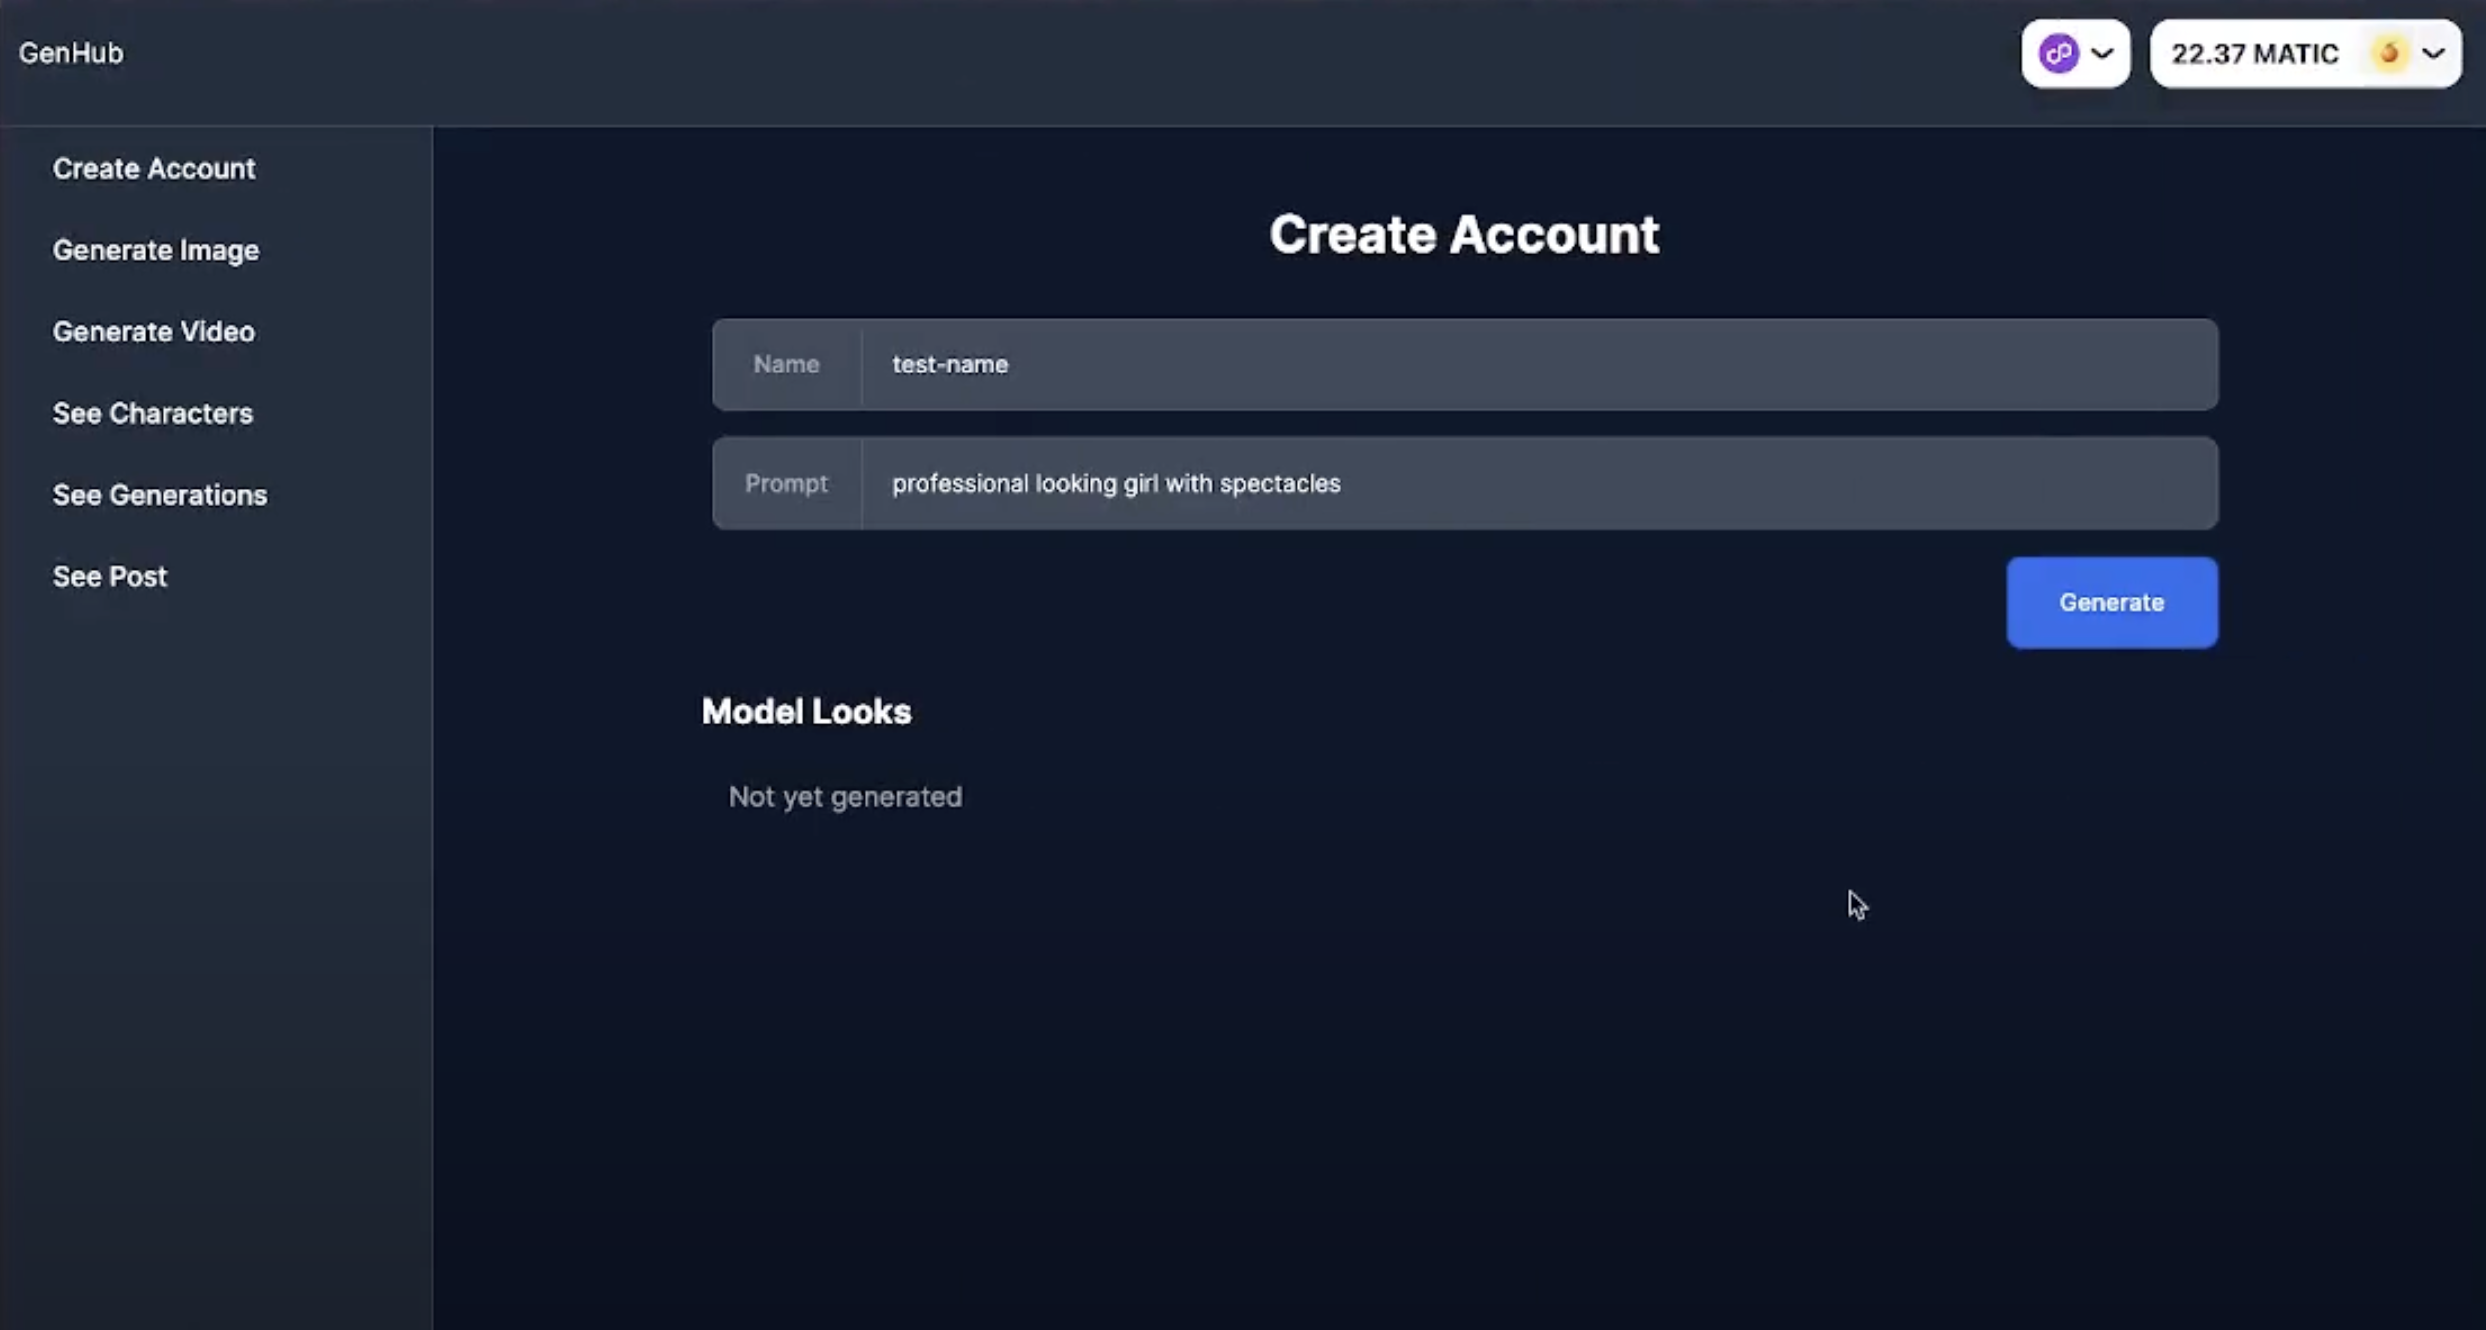 GenHub
22.37 MATIC
Create Account
Generate Image
Generate Video
See Characters
See Generations
See Post
Create Account
Name test-name
Prompt professional looking girl with spectacles
Generate
Model Looks
Not yet generated